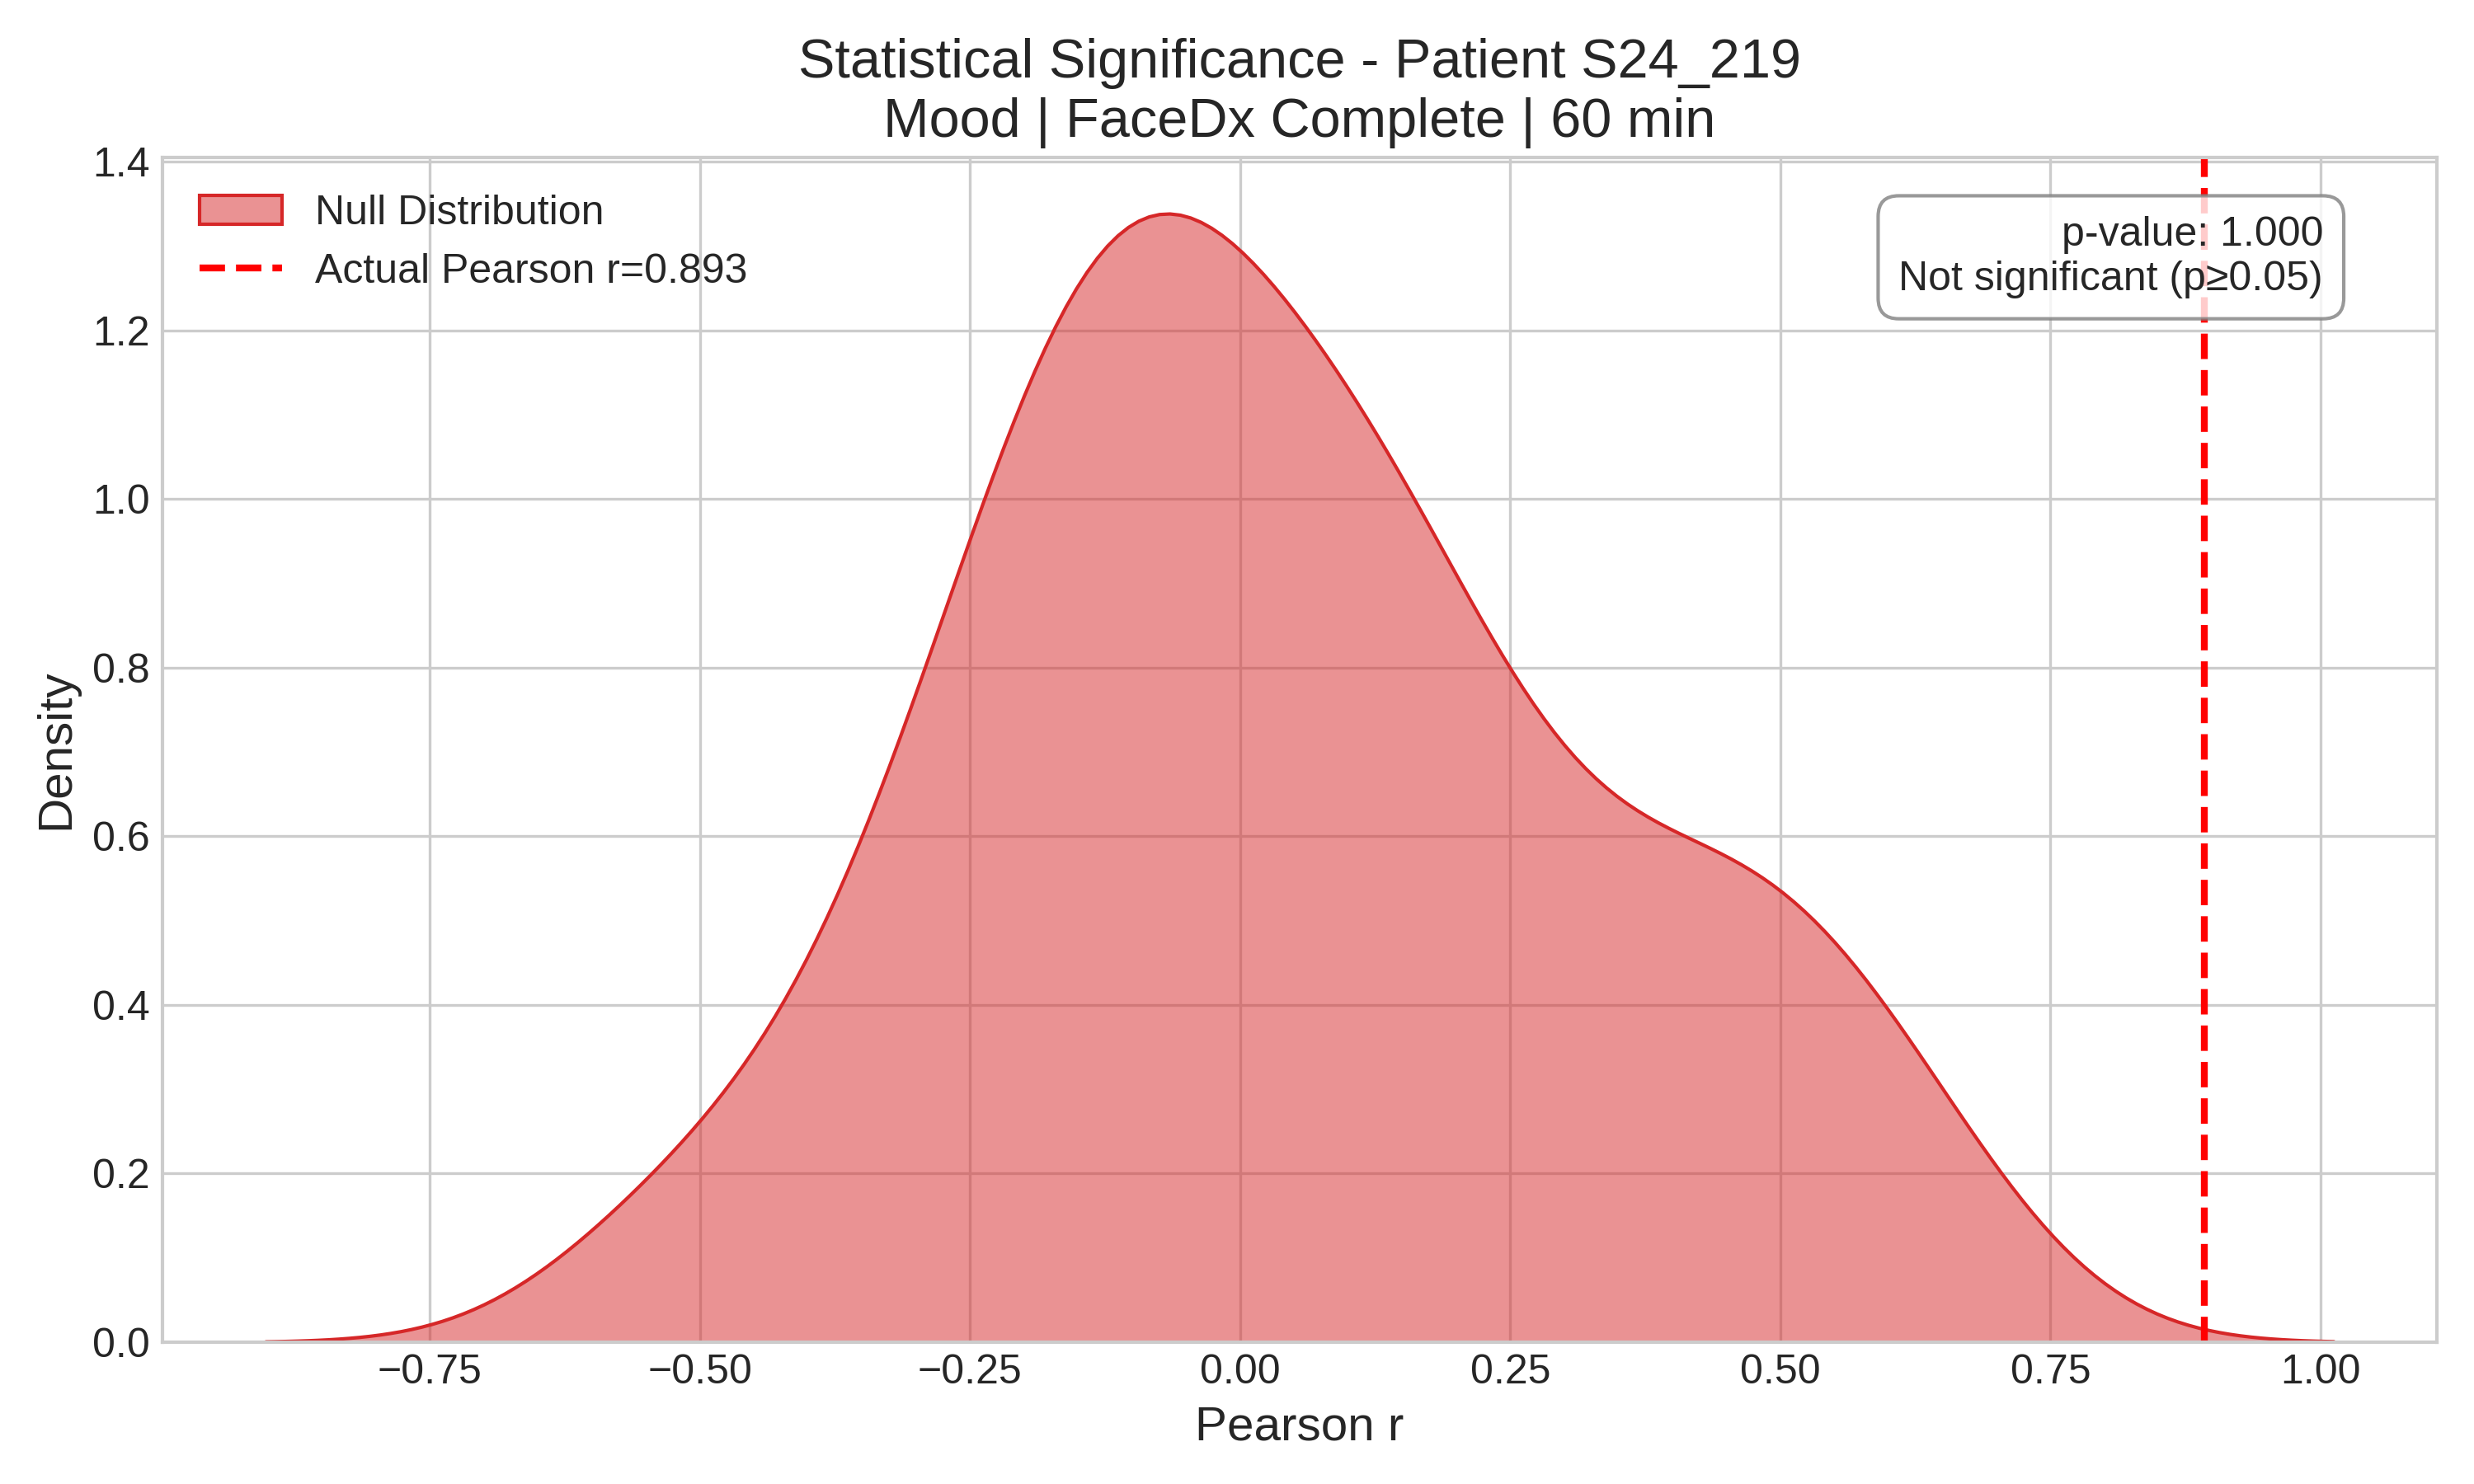 Statistical Significance - Patient S24_219
Mood | FaceDx Complete | 60 min
Null Distribution
Actual Pearson r=0.893
p-value: 1.000
Not significant (p≥0.05)
Density
1.4
1.2
1.0
0.8
0.6
0.4
0.2
0.0
−0.75
−0.50
−0.25
0.00
0.25
0.50
0.75
1.00
Pearson r